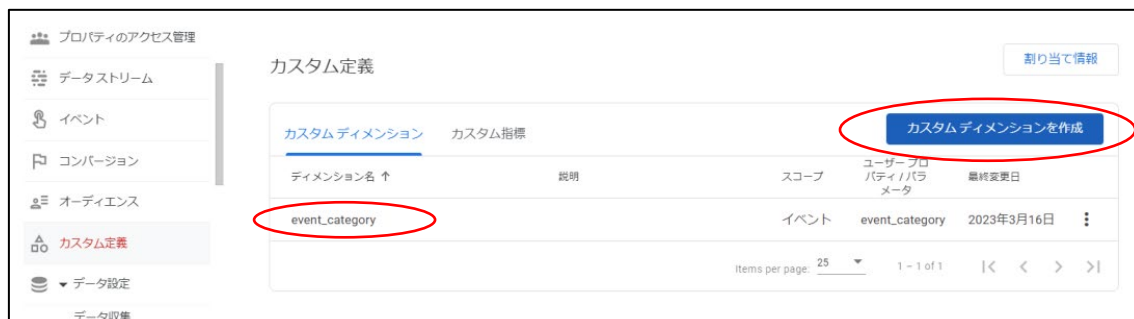 プロパティのアクセス管理
データ ストリーム
イベント
コンバージョン
オーディエンス
カスタム定義
データ設定
データ収集
カスタム定義
割り当て情報
カスタム ディメンション カスタム指標
カスタム ディメンションを作成
ディメンション名 ↑ 説明 スコープ ユーザー プロパティ / パラメータ 最終変更日
event_category イベント event_category 2023年3月16日
Items per page: 25 1 – 1 of 1